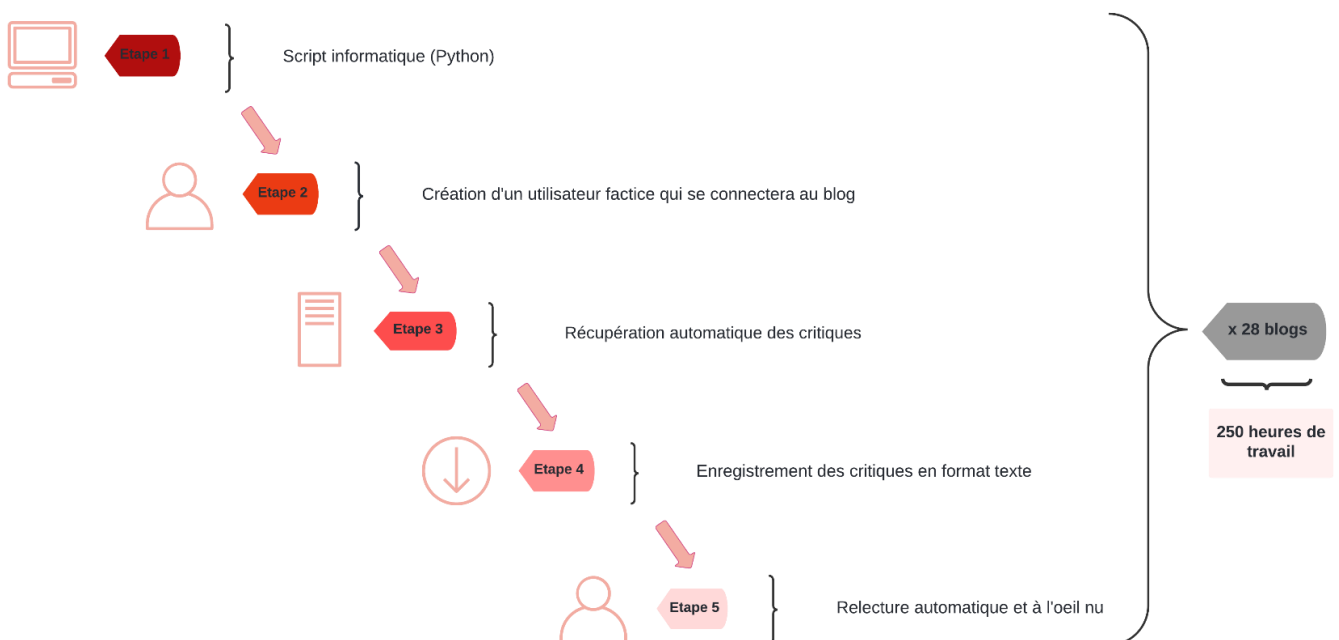 Etape 1
Script informatique (Python)
Etape 2
Création d'un utilisateur factice qui se connectera au blog
Etape 3
Récupération automatique des critiques
x 28 blogs
250 heures de
travail
Etape 4
Enregistrement des critiques en format texte
Etape 5
Relecture automatique et à l'oeil nu